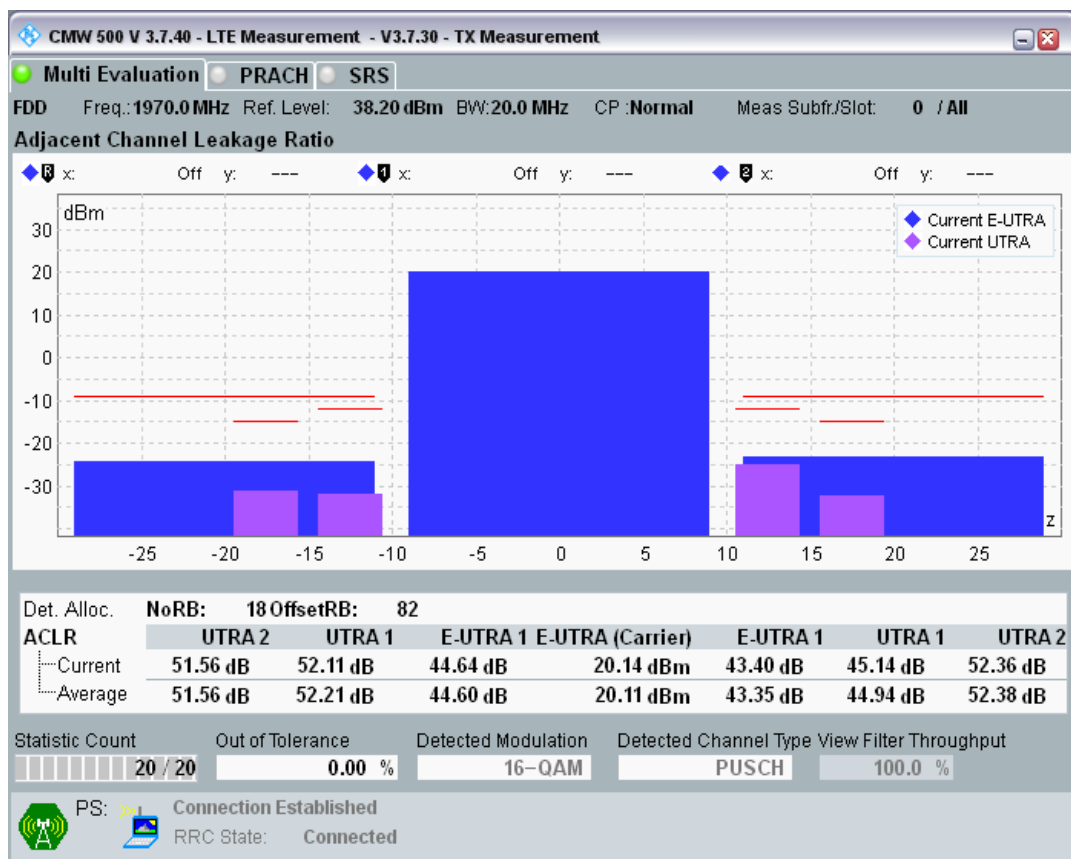 CMW 500 V 3.7.40 - LTE Measurement - V3.7.30 - TX Measurement
Multi Evaluation PRACH SRS
FDD Freq.: 1970.0 MHz Ref. Level: 38.20 dBm BW: 20.0 MHz CP : Normal Meas Subfr./Slot: 0 / All
Adjacent Channel Leakage Ratio
R x: Off y: --- 1 x: Off y: --- 2 x: Off y: ---
dBm
Current E-UTRA
Current UTRA
30
20
10
0
-10
-20
-30
z
-25 -20 -15 -10 -5 0 5 10 15 20 25
Det. Alloc. NoRB: 18 OffsetRB: 82
ACLR UTRA 2 UTRA 1 E-UTRA 1 E-UTRA (Carrier) E-UTRA 1 UTRA 1 UTRA 2
Current 51.56 dB 52.11 dB 44.64 dB 20.14 dBm 43.40 dB 45.14 dB 52.36 dB
Average 51.56 dB 52.21 dB 44.60 dB 20.11 dBm 43.35 dB 44.94 dB 52.38 dB
Statistic Count Out of Tolerance Detected Modulation Detected Channel Type View Filter Throughput
20 / 20 0.00 % 16-QAM PUSCH 100.0 %
PS: Connection Established
RRC State: Connected